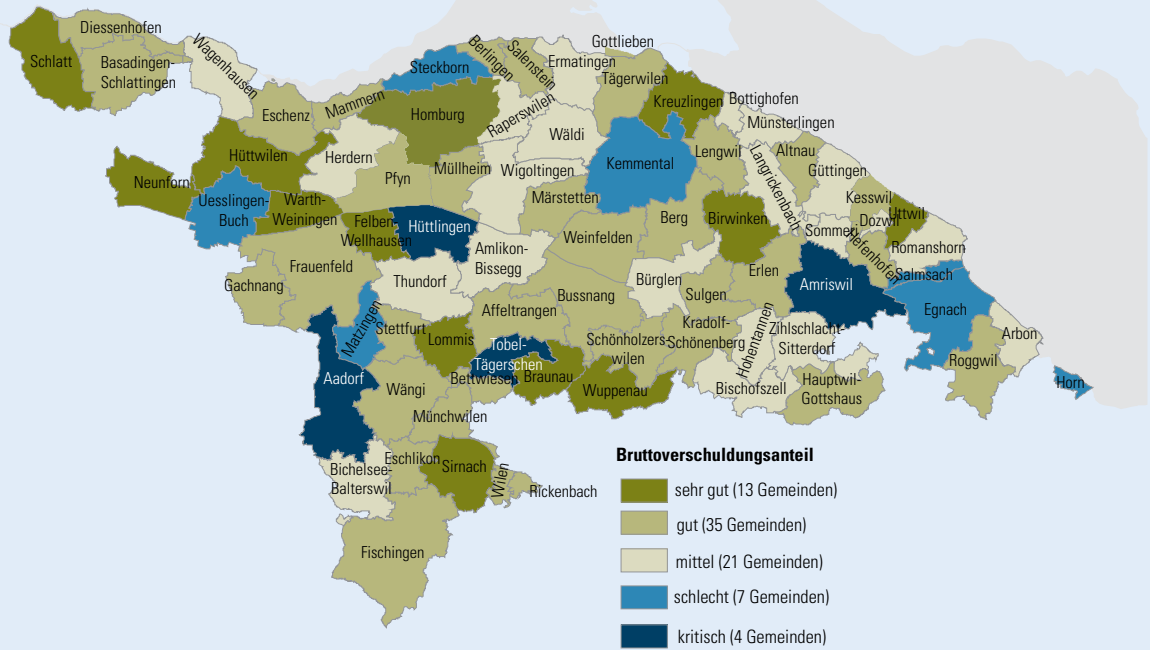 Diessenhofen
Schlatt
Basadingen-
Schlattingen
Wagenhausen
Eschenz
Mammern
Steckborn
Berlingen
Salenstein
Ermatingen
Gottlieben
Tägerwilen
Kreuzlingen
Bottighofen
Münsterlingen
Homburg
Raperswilen
Wäldi
Hüttwilen
Herdern
Neunforn
Pfyn
Müllheim
Wigoltingen
Kemmental
Lengwil
Langrickenbach
Altnau
Güttingen
Kesswil
Dozwil
Uttwil
Uesslingen-
Buch
Warth-
Weiningen
Felben-
Wellhausen
Hüttlingen
Märstetten
Berg
Birwinken
Sommeri
Hefenhofen
Romanshorn
Weinfelden
Amlikon-
Bissegg
Frauenfeld
Gachnang
Thundorf
Bürglen
Erlen
Amriswil
Salmsach
Sulgen
Bussnang
Affeltrangen
Egnach
Matzingen
Stettfurt
Lommis
Tobel-
Tägerschen
Schönholzers-
wilen
Kradolf-
Schönenberg
Hohentannen
Zihlschlacht-
Sitterdorf
Arbon
Roggwil
Horn
Aadorf
Wängi
Bettwiesen
Braunau
Wuppenau
Bischofszell
Hauptwil-
Gottshaus
Münchwilen
Bichelsee-
Balterswil
Eschlikon
Sirnach
Wilen
Rickenbach
Fischingen
Bruttoverschuldungsanteil
sehr gut (13 Gemeinden)
gut (35 Gemeinden)
mittel (21 Gemeinden)
schlecht (7 Gemeinden)
kritisch (4 Gemeinden)